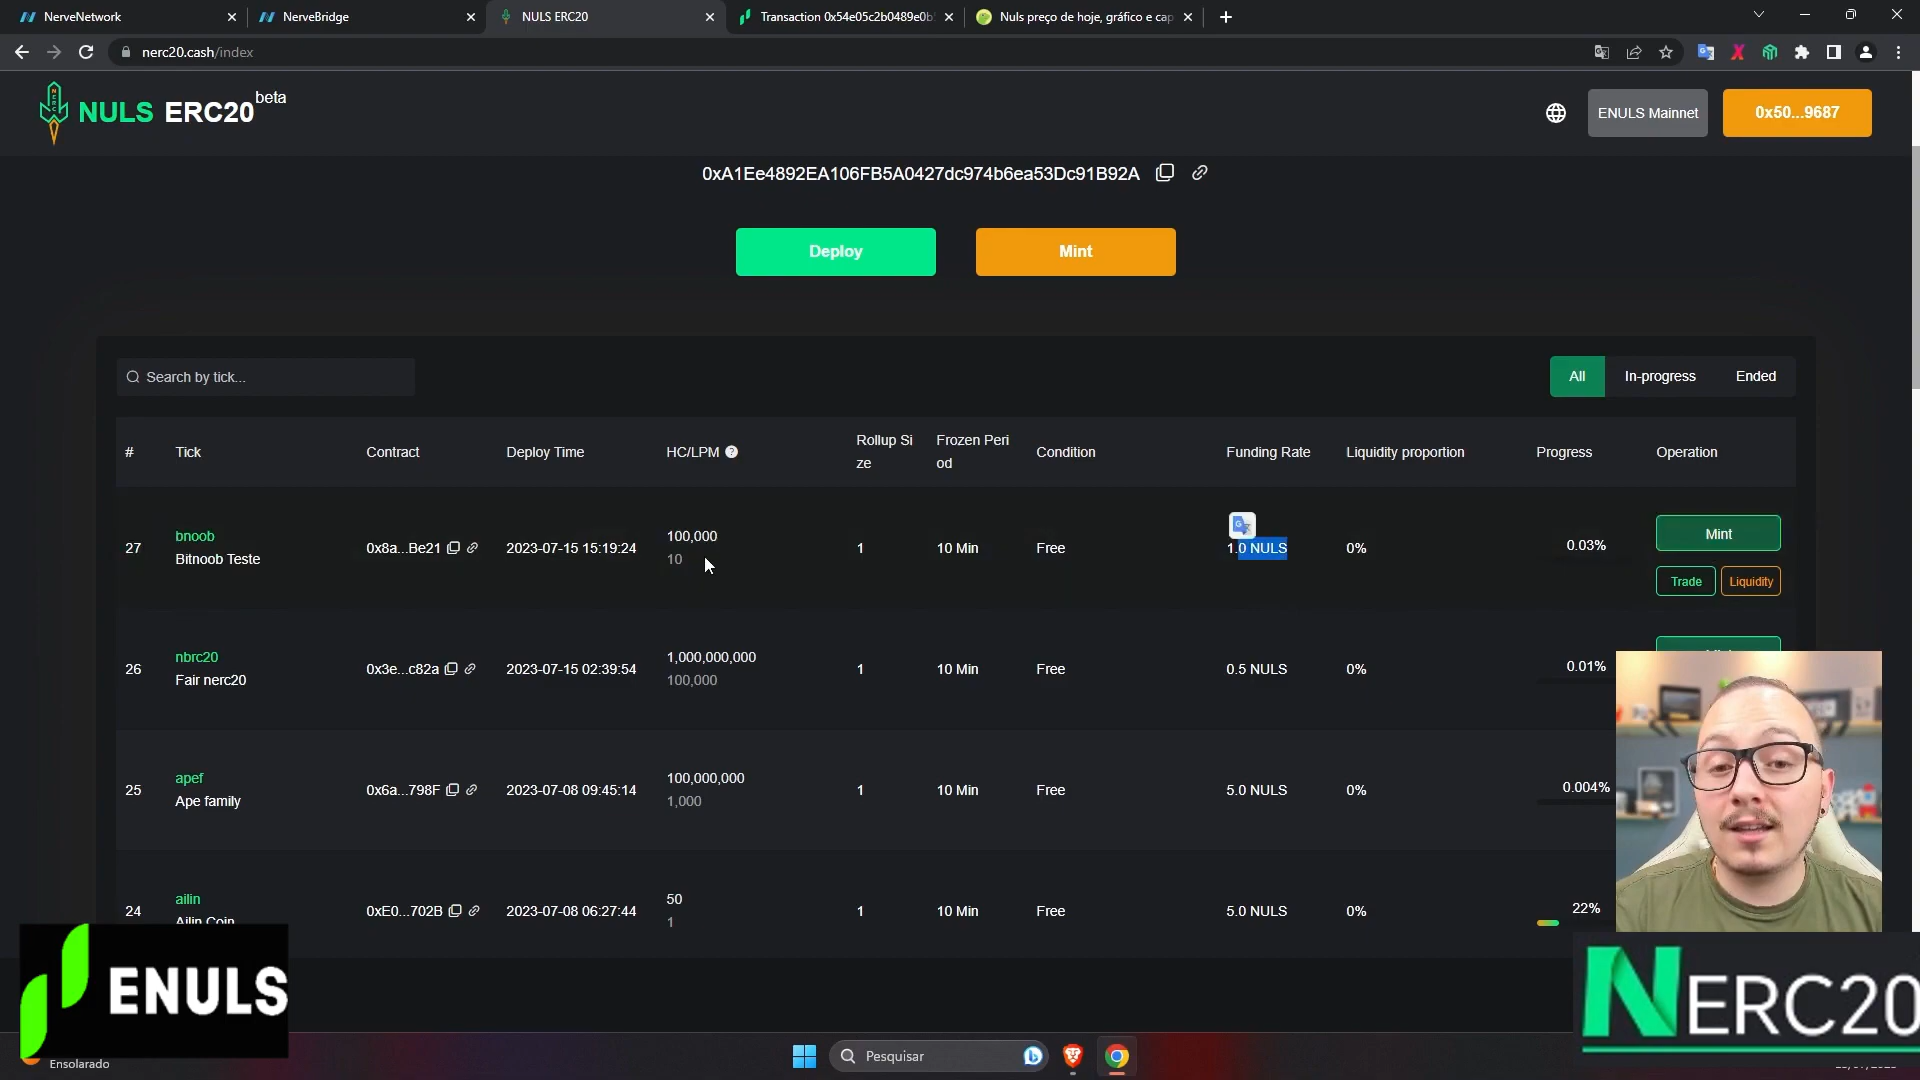 NerveNetwork
NerveBridge
NULS ERC20
Transaction 0x54e05c2b0489e0b
Nuls preço de hoje, gráfico e cap
nerc20.cash/index
NULS ERC20 beta
ENULS Mainnet
0x50...9687
0xA1Ee4892EA106FB5A0427dc974b6ea53Dc91B92A
Deploy
Mint
Search by tick...
All
In-progress
Ended
#
Tick
Contract
Deploy Time
HC/LPM
Rollup Si
ze
Frozen Peri
od
Condition
Funding Rate
Liquidity proportion
Progress
Operation
27
bnoob
Bitnoob Teste
0x8a...Be21
2023-07-15 15:19:24
100,000
10
1
10 Min
Free
1.0 NULS
0%
0.03%
Mint
Trade
Liquidity
26
nbrc20
Fair nerc20
0x3e...c82a
2023-07-15 02:39:54
1,000,000,000
100,000
1
10 Min
Free
0.5 NULS
0%
0.01%
25
apef
Ape family
0x6a...798F
2023-07-08 09:45:14
100,000,000
1,000
1
10 Min
Free
5.0 NULS
0%
0.004%
24
ailin
Ailin Coin
0xE0...702B
2023-07-08 06:27:44
50
1
1
10 Min
Free
5.0 NULS
0%
22%
ENULS
NERC20
Ensolarado
Pesquisar